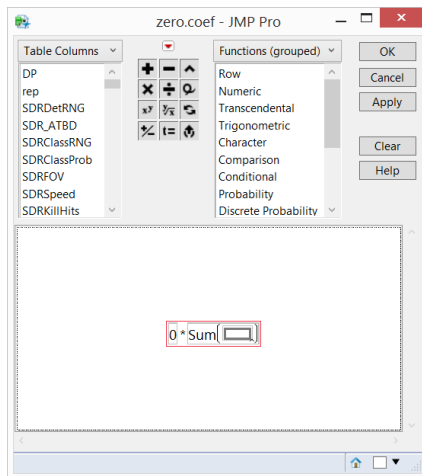 zero.coef - JMP Pro
Table Columns
Functions (grouped)
OK
Cancel
Apply
Clear
Help
DP
rep
SDRDetRNG
SDR_ATBD
SDRClassRNG
SDRClassProb
SDRFOV
SDRSpeed
SDRKillHits
xʸ
ʸ√x
t=
Row
Numeric
Transcendental
Trigonometric
Character
Comparison
Conditional
Probability
Discrete Probability
0 * Sum( )